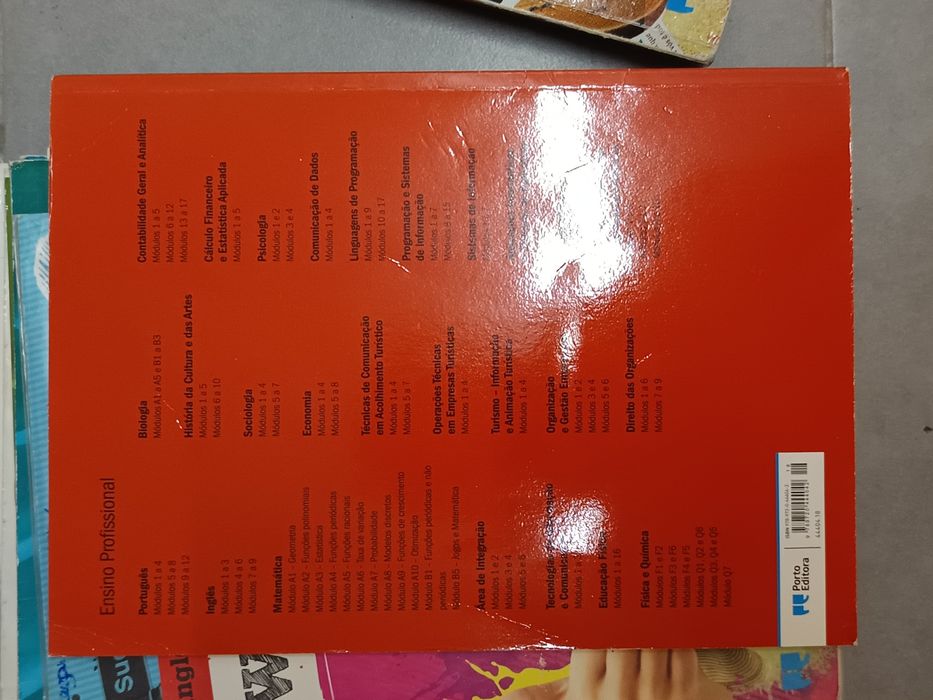 Ensino Profissional
Português
Módulos 1 a 4
Módulos 5 a 8
Módulos 9 a 12
Inglês
Módulos 1 a 3
Módulos 4 a 6
Módulos 7 a 9
Matemática
Módulo A1 - Geometria
Módulo A2 - Funções polinomiais
Módulo A3 - Estatística
Módulo A4 - Funções periódicas
Módulo A5 - Funções racionais
Módulo A6 - Taxa de variação
Módulo A7 - Probabilidade
Módulo A8 - Modelos discretos
Módulo A9 - Funções de crescimento
Módulo A10 - Otimização
Módulo B1 - Funções periódicas e não
periódicas
Módulo B5 - Jogos e Matemática
Área de Integração
Módulos 1 e 2
Módulos 3 e 4
Módulos 5 e 6
Tecnologias
e Comunicação
Módulos 1 a
Educação Física
Módulos 1 a 16
Física e Química
Módulos F1 e F2
Módulos F3 e F6
Módulos F4 e F5
Módulos Q1, Q2 e Q6
Módulos Q3, Q4 e Q5
Módulo Q7
Biologia
Módulos A1 a A5 e B1 a B3
História da Cultura e das Artes
Módulos 1 a 5
Módulos 6 a 10
Sociologia
Módulos 1 a 4
Módulos 5 a 7
Economia
Módulos 1 a 4
Módulos 5 a 8
Técnicas de Comunicação
em Acolhimento Turístico
Módulos 1 a 4
Módulos 5 a 7
Operações Técnicas
em Empresas Turísticas
Módulos 1 a 4
Turismo – Informação
e Animação Turística
Módulos 1 a 4
Organização
e Gestão
Módulos 1 e 2
Módulos 3 e 4
Módulos 5 e 6
Direito das Organizações
Módulos 1 a 6
Módulos 7 a 9
Contabilidade Geral e Analítica
Módulos 1 a 5
Módulos 6 a 12
Módulos 13 a 17
Cálculo Financeiro
e Estatística Aplicada
Módulos 1 a 5
Psicologia
Módulos 1 e 2
Módulos 3 e 4
Comunicação de Dados
Módulos 1 a 4
Linguagens de Programação
Módulos 1 a 9
Módulos 10 a 17
Programação e Sistemas
de Informação
Módulos 1 a 7
Módulos 8 a 15
Sistemas de Informação
Porto
Editora